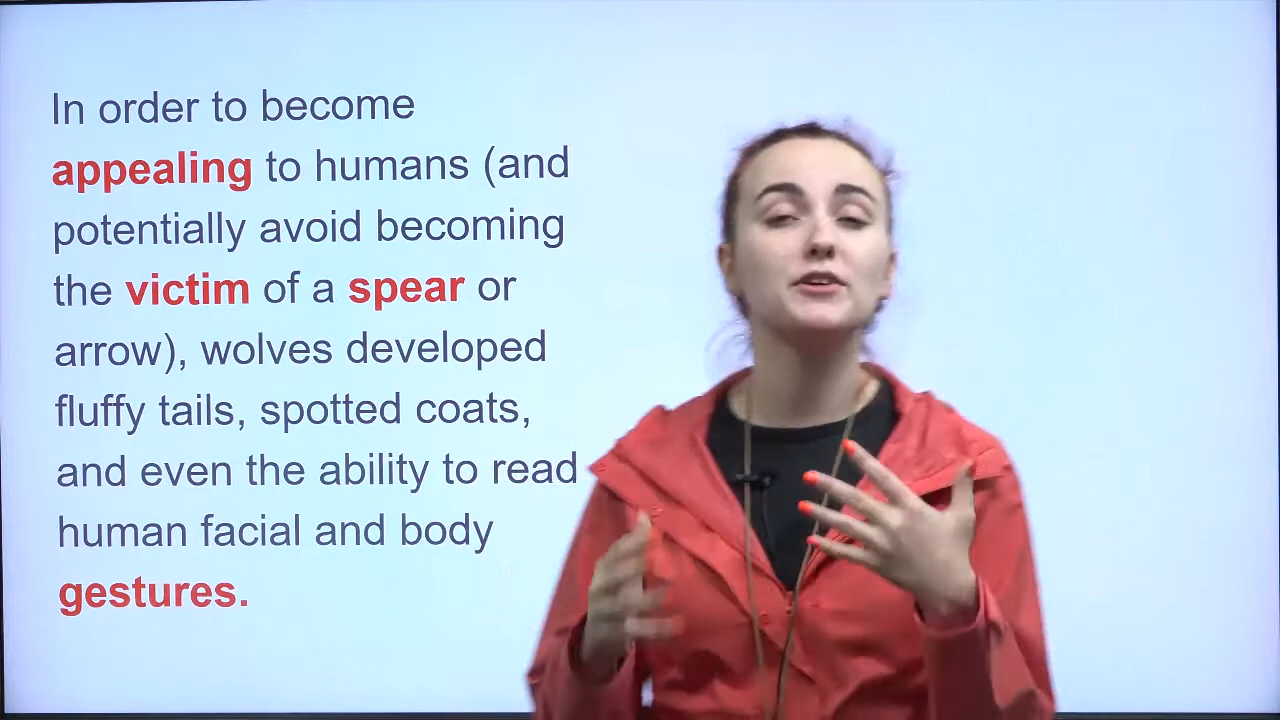 In order to become
appealing to humans (and
potentially avoid becoming
the victim of a spear or
arrow), wolves developed
fluffy tails, spotted coats,
and even the ability to read
human facial and body
gestures.